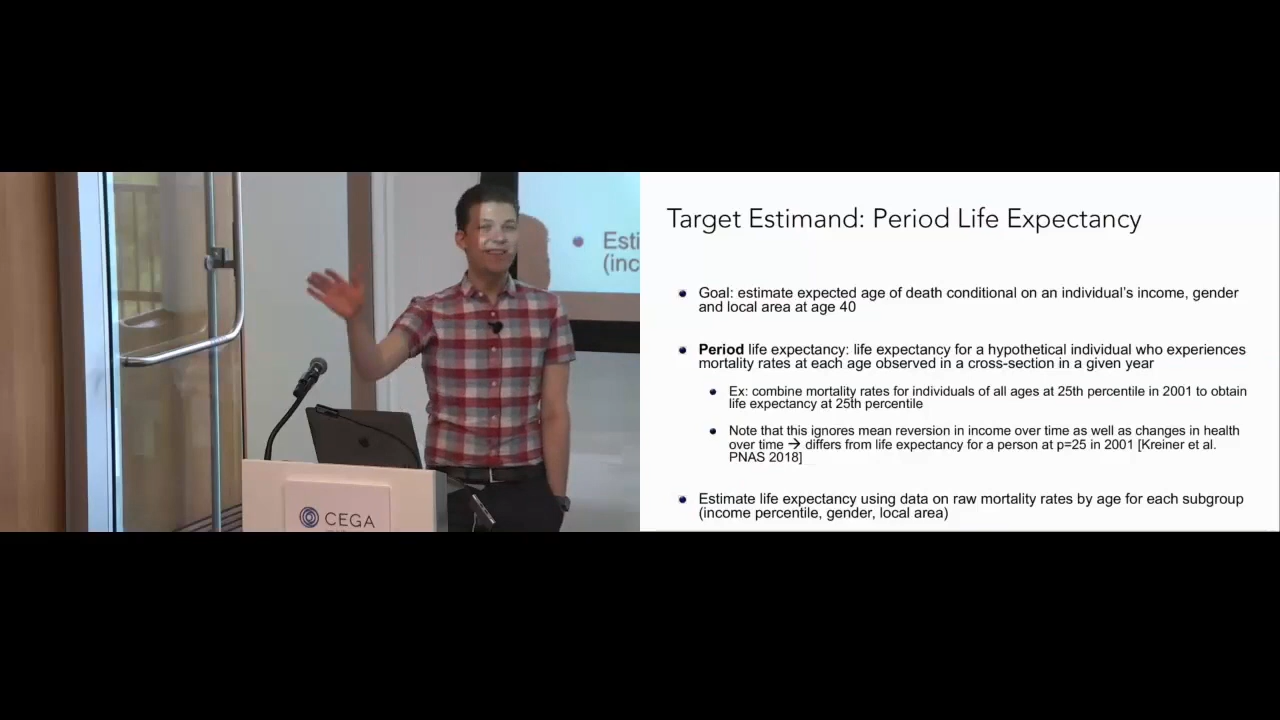 Esti
(inc
CEGA
Target Estimand: Period Life Expectancy
Goal: estimate expected age of death conditional on an individual's income, gender
and local area at age 40
Period life expectancy: life expectancy for a hypothetical individual who experiences
mortality rates at each age observed in a cross-section in a given year
Ex: combine mortality rates for individuals of all ages at 25th percentile in 2001 to obtain
life expectancy at 25th percentile
Note that this ignores mean reversion in income over time as well as changes in health
over time → differs from life expectancy for a person at p=25 in 2001 [Kreiner et al.
PNAS 2018]
Estimate life expectancy using data on raw mortality rates by age for each subgroup
(income percentile, gender, local area)